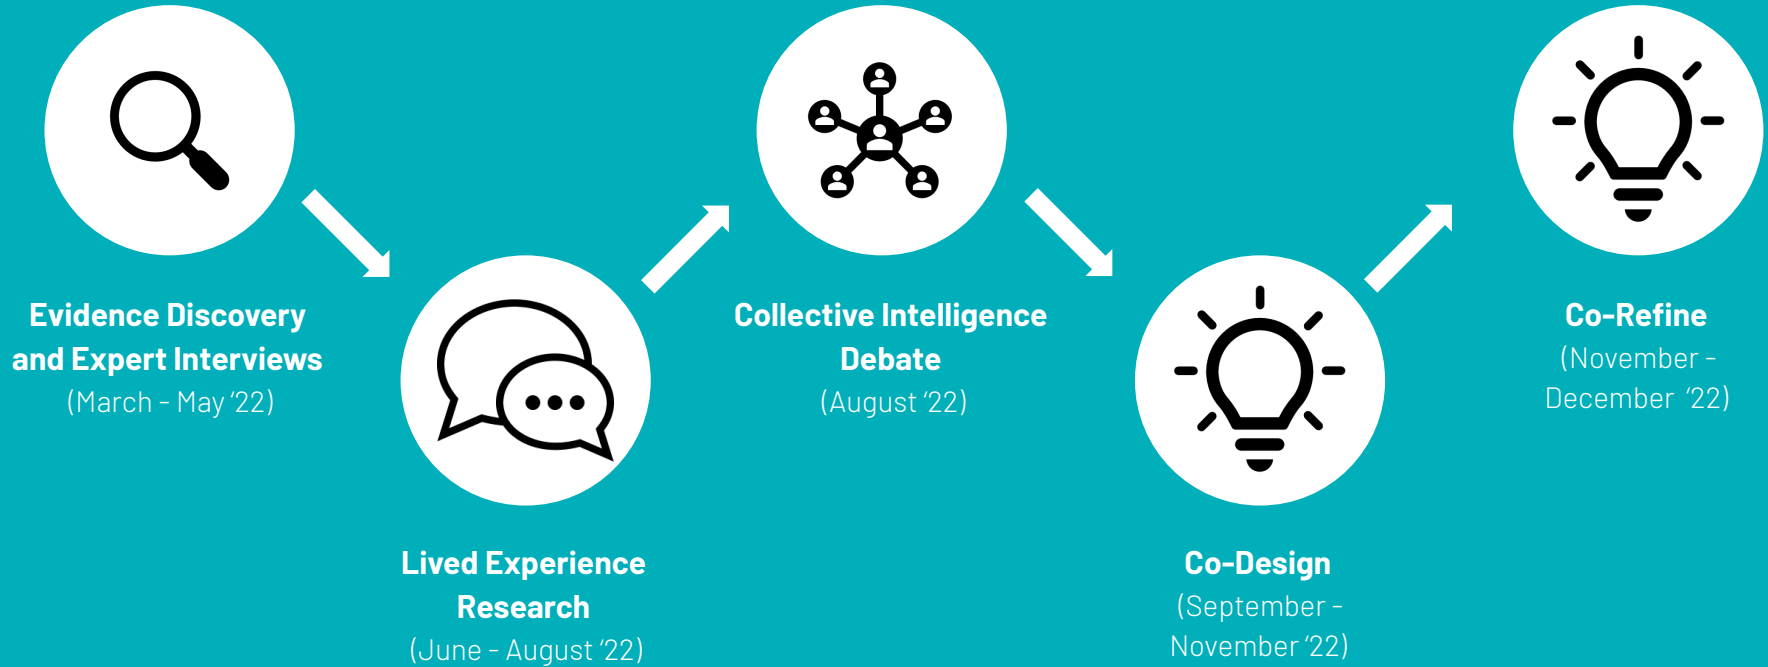 Evidence Discovery
and Expert Interviews
(March - May ‘22)
Lived Experience
Research
(June - August ‘22)
Collective Intelligence
Debate
(August ‘22)
Co-Design
(September -
November ‘22)
Co-Refine
(November -
December ‘22)